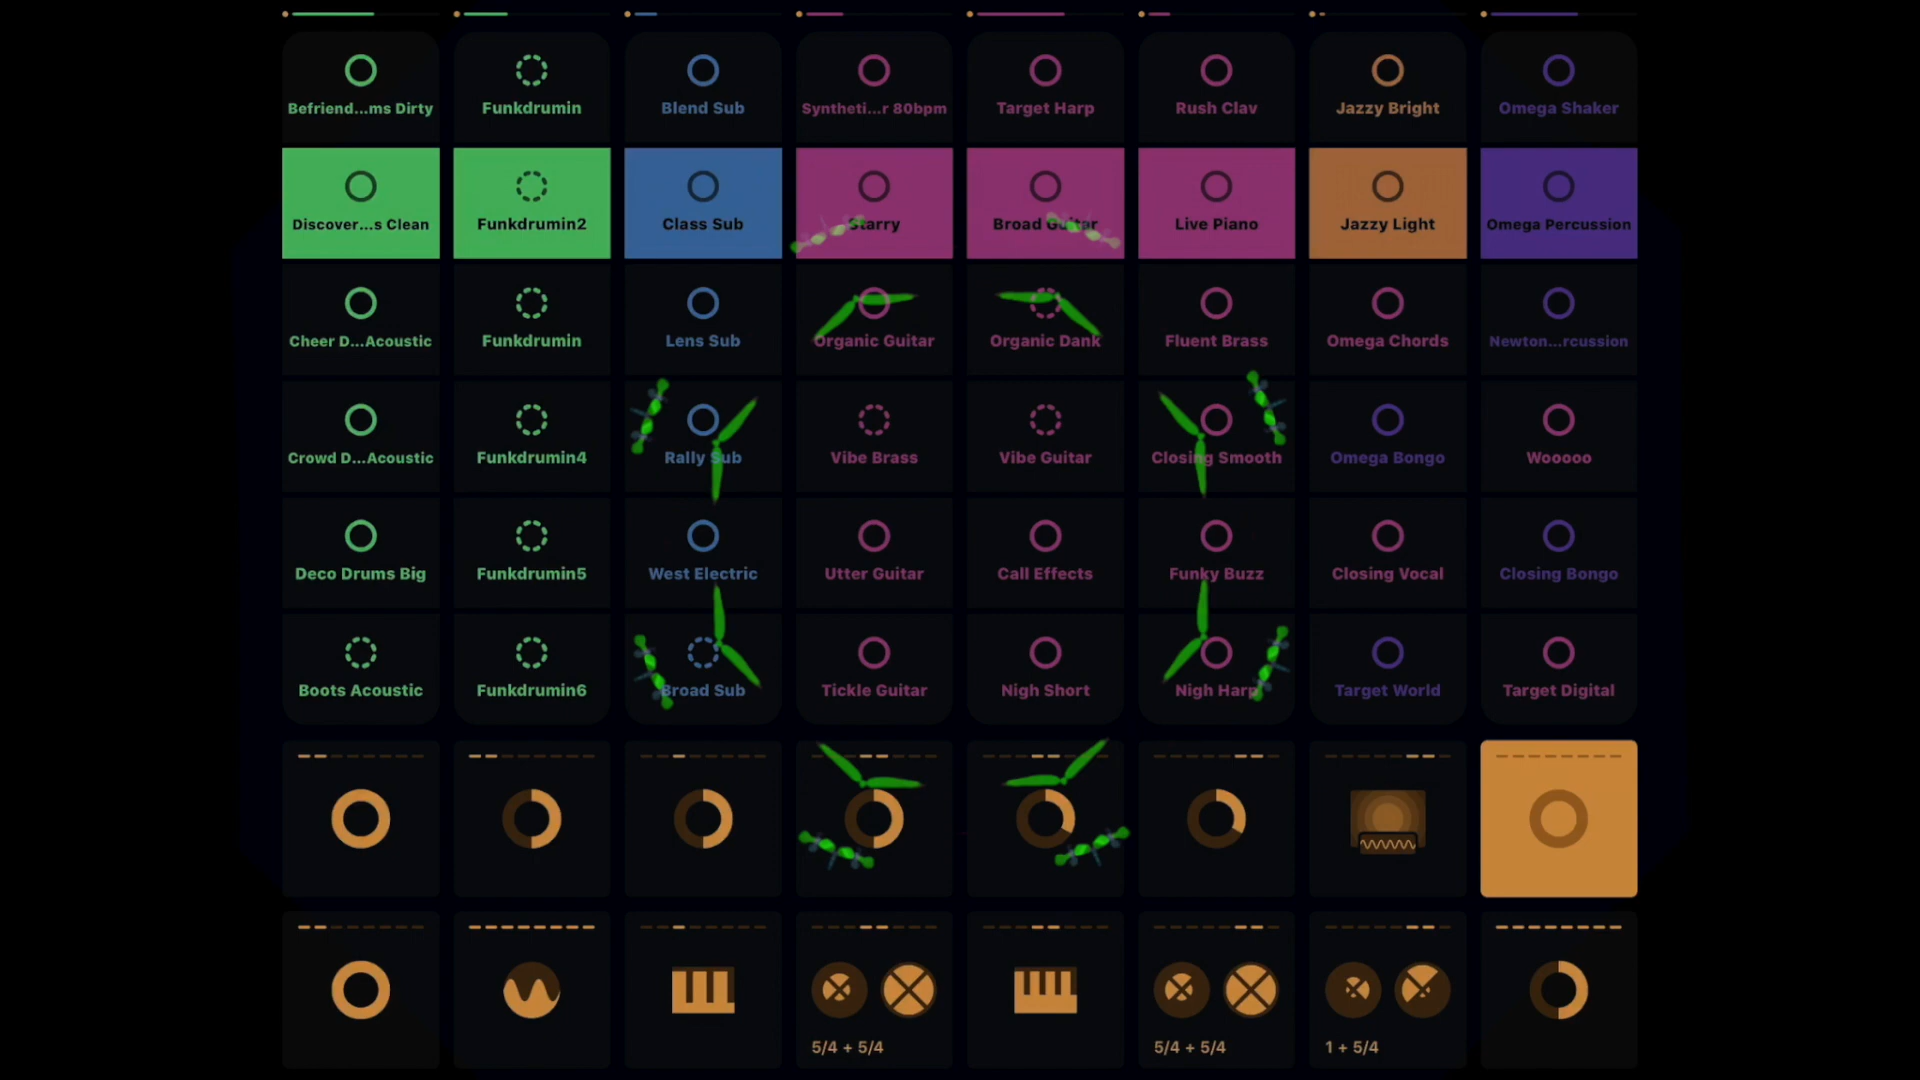 Befriend...ms Dirty
Funkdrumin
Blend Sub
Syntheti...r 80bpm
Target Harp
Rush Clav
Jazzy Bright
Omega Shaker
Discover...s Clean
Funkdrumin2
Class Sub
Starry
Broad Guitar
Live Piano
Jazzy Light
Omega Percussion
Cheer D...Acoustic
Funkdrumin
Lens Sub
Organic Guitar
Organic Dank
Fluent Brass
Omega Chords
Newton...rcussion
Crowd D...Acoustic
Funkdrumin4
Rally Sub
Vibe Brass
Vibe Guitar
Closing Smooth
Omega Bongo
Wooooo
Deco Drums Big
Funkdrumin5
West Electric
Utter Guitar
Call Effects
Funky Buzz
Closing Vocal
Closing Bongo
Boots Acoustic
Funkdrumin6
Broad Sub
Tickle Guitar
Nigh Short
Nigh Harp
Target World
Target Digital
5/4 + 5/4
5/4 + 5/4
1 + 5/4